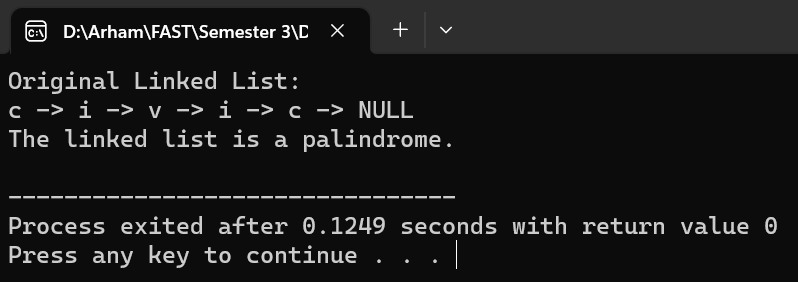 D:\Arham\FAST\Semester 3\D
Original Linked List:
c -> i -> v -> i -> c -> NULL
The linked list is a palindrome.
--------------------------------
Process exited after 0.1249 seconds with return value 0
Press any key to continue . . .